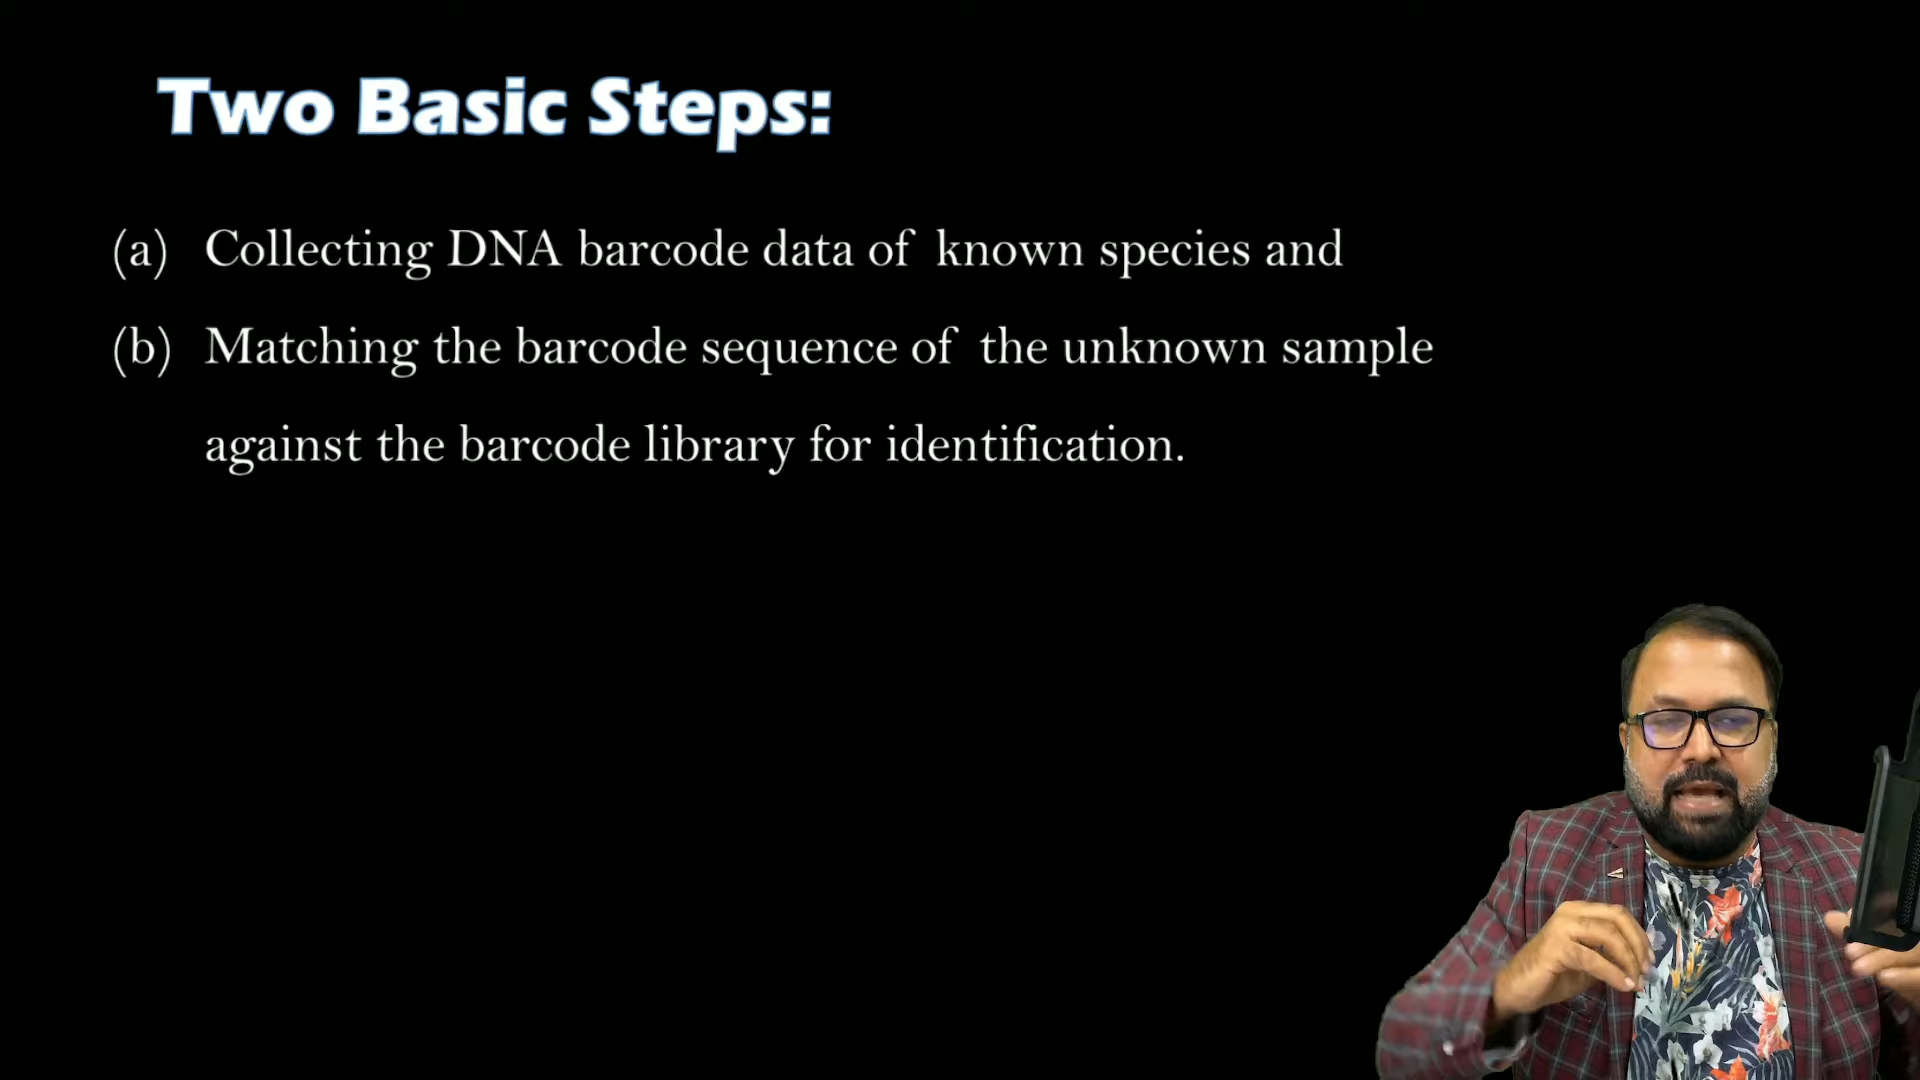 Two Basic Steps:
(a) Collecting DNA barcode data of known species and
(b) Matching the barcode sequence of the unknown sample
against the barcode library for identification.